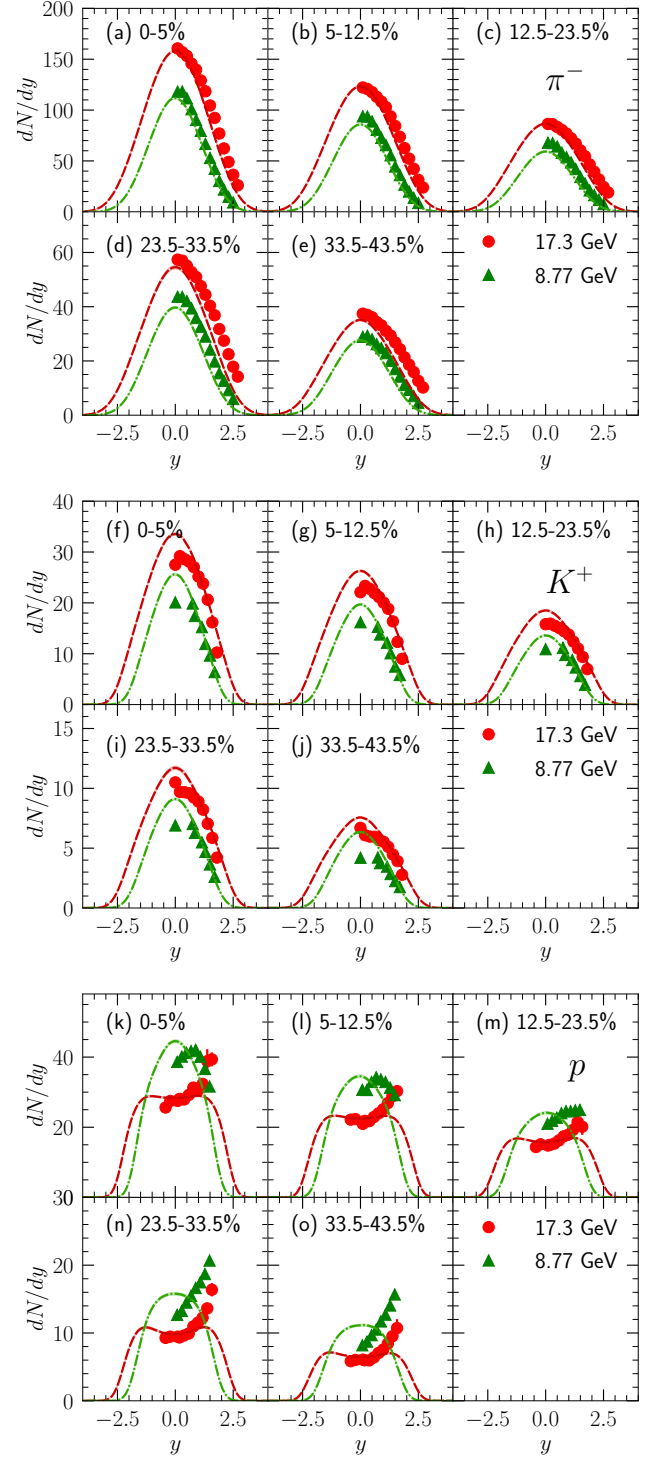 200
150
100
50
0
dN/dy
(a) 0-5%
(b) 5-12.5%
(c) 12.5-23.5%
π⁻
60
40
20
0
dN/dy
(d) 23.5-33.5%
(e) 33.5-43.5%
17.3 GeV
8.77 GeV
−2.5 0.0 2.5
−2.5 0.0 2.5
−2.5 0.0 2.5
y
y
y
40
30
20
10
0
dN/dy
(f) 0-5%
(g) 5-12.5%
(h) 12.5-23.5%
K⁺
15
10
5
0
dN/dy
(i) 23.5-33.5%
(j) 33.5-43.5%
17.3 GeV
8.77 GeV
−2.5 0.0 2.5
−2.5 0.0 2.5
−2.5 0.0 2.5
y
y
y
40
20
dN/dy
(k) 0-5%
(l) 5-12.5%
(m) 12.5-23.5%
p
20
10
0
dN/dy
(n) 23.5-33.5%
(o) 33.5-43.5%
17.3 GeV
8.77 GeV
−2.5 0.0 2.5
−2.5 0.0 2.5
−2.5 0.0 2.5
y
y
y